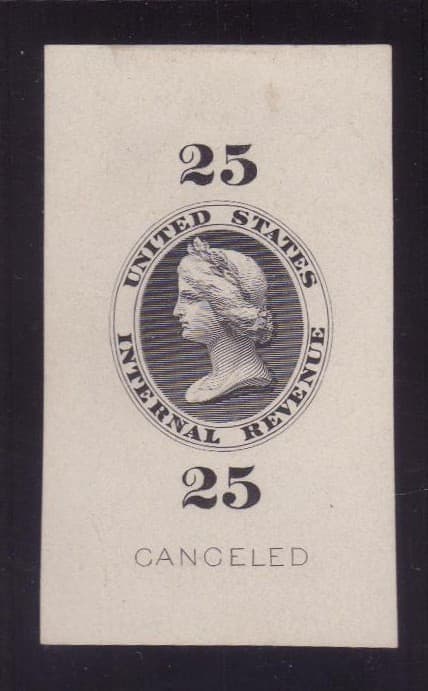 25
UNITED STATES
INTERNAL REVENUE
25
CANCELED